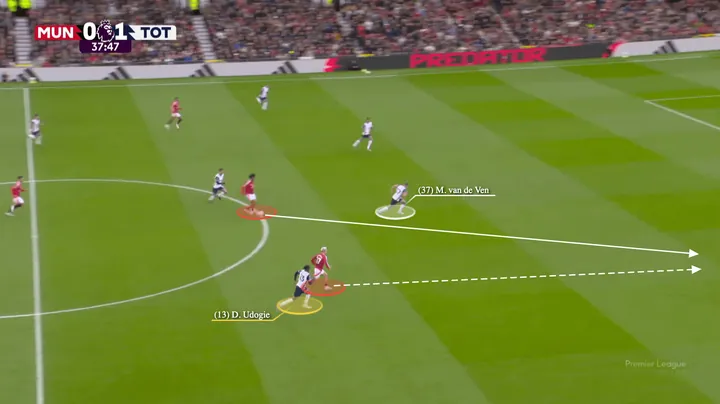 MUN 0 1 TOT
37:47
PREDATOR
(37) M. van de Ven
(13) D. Udogie
Premier League